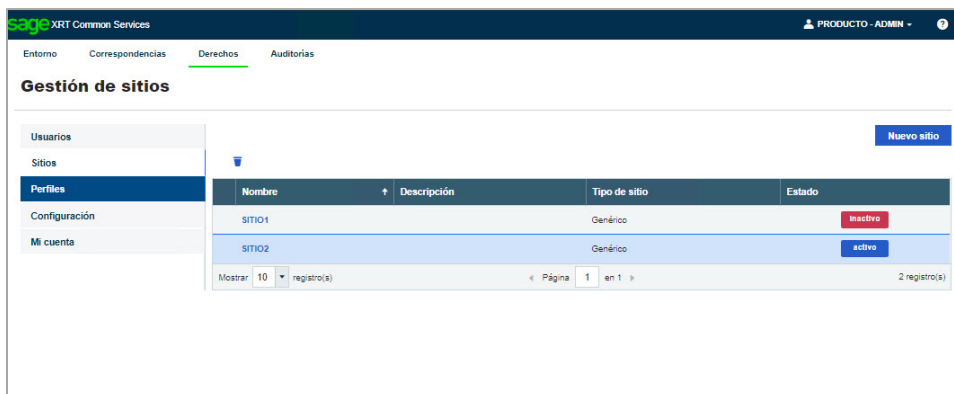 sage XRT Common Services PRODUCTO - ADMIN ?
Entorno Correspondencias Derechos Auditorias
Gestión de sitios
Usuarios
Nuevo sitio
Sitios
Perfiles
Nombre Descripción Tipo de sitio Estado
Configuración
SITIO1 Genérico inactivo
Mi cuenta
SITIO2 Genérico activo
Mostrar 10 registro(s) Página 1 en 1 2 registro(s)